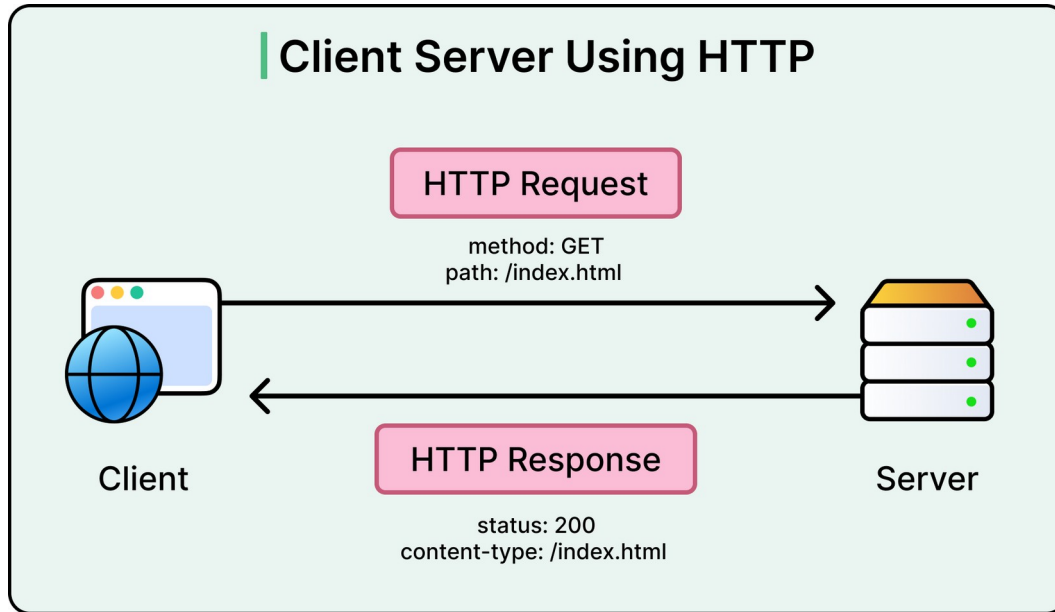 Client Server Using HTTP
HTTP Request
method: GET
path: /index.html
Client
Server
HTTP Response
status: 200
content-type: /index.html